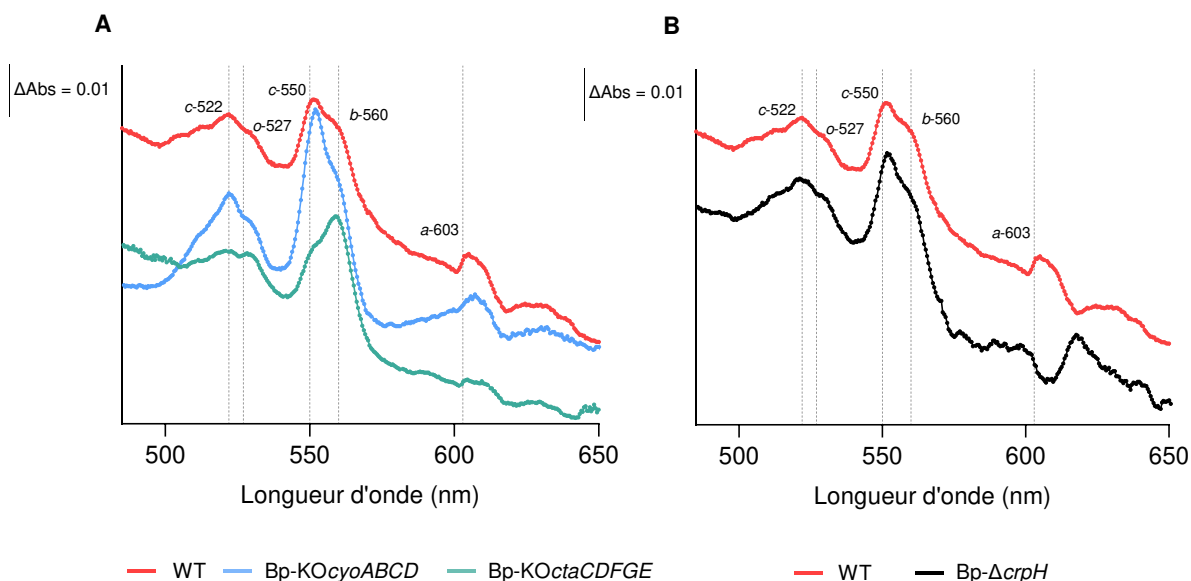 A
ΔAbs = 0.01
c-522
o-527
c-550
b-560
a-603
500 550 600 650
Longueur d'onde (nm)
WT Bp-KOcyoABCD Bp-KOctaCDFGE
B
ΔAbs = 0.01
c-522
o-527
c-550
b-560
a-603
500 550 600 650
Longueur d'onde (nm)
WT Bp-ΔcrpH